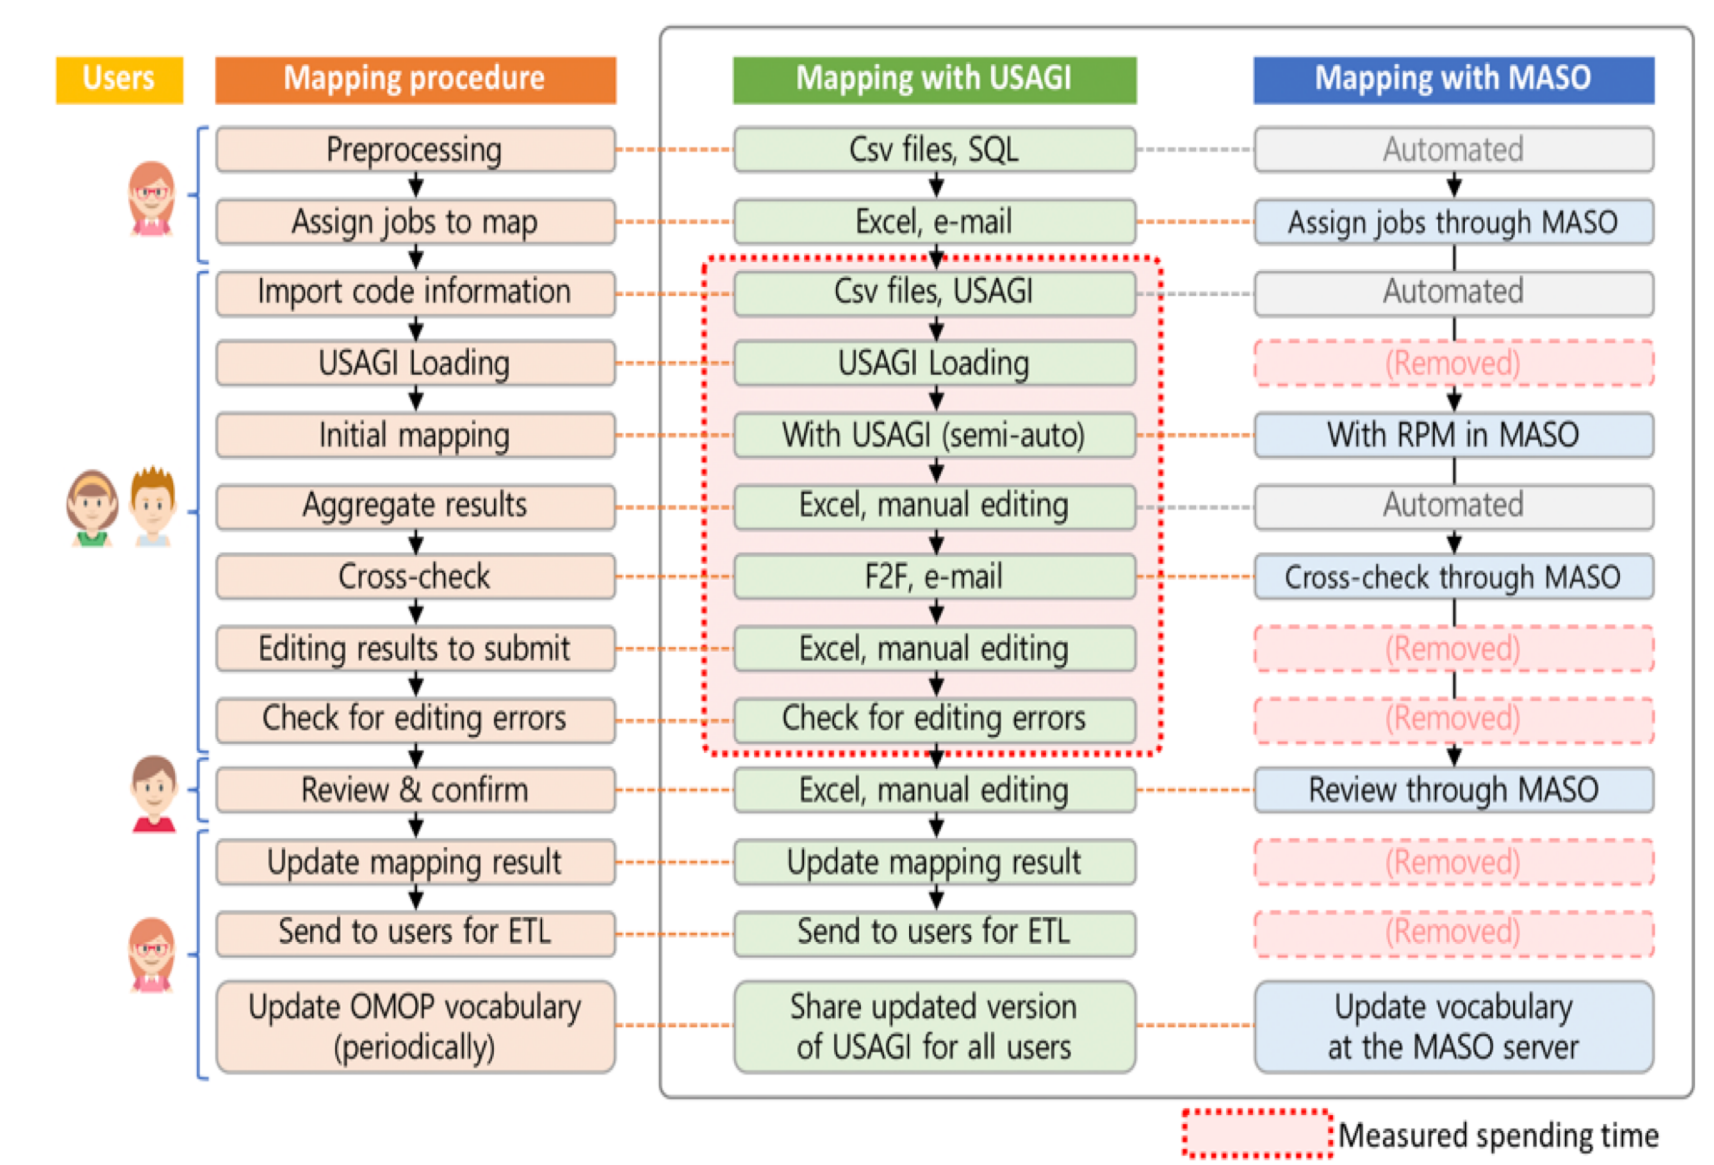 Users
Mapping procedure
Mapping with USAGI
Mapping with MASO
Preprocessing
Csv files, SQL
Automated
Assign jobs to map
Excel, e-mail
Assign jobs through MASO
Import code information
Csv files, USAGI
Automated
USAGI Loading
USAGI Loading
(Removed)
Initial mapping
With USAGI (semi-auto)
With RPM in MASO
Aggregate results
Excel, manual editing
Automated
Cross-check
F2F, e-mail
Cross-check through MASO
Editing results to submit
Excel, manual editing
(Removed)
Check for editing errors
Check for editing errors
(Removed)
Review & confirm
Excel, manual editing
Review through MASO
Update mapping result
Update mapping result
(Removed)
Send to users for ETL
Send to users for ETL
(Removed)
Update OMOP vocabulary
(periodically)
Share updated version
of USAGI for all users
Update vocabulary
at the MASO server
Measured spending time